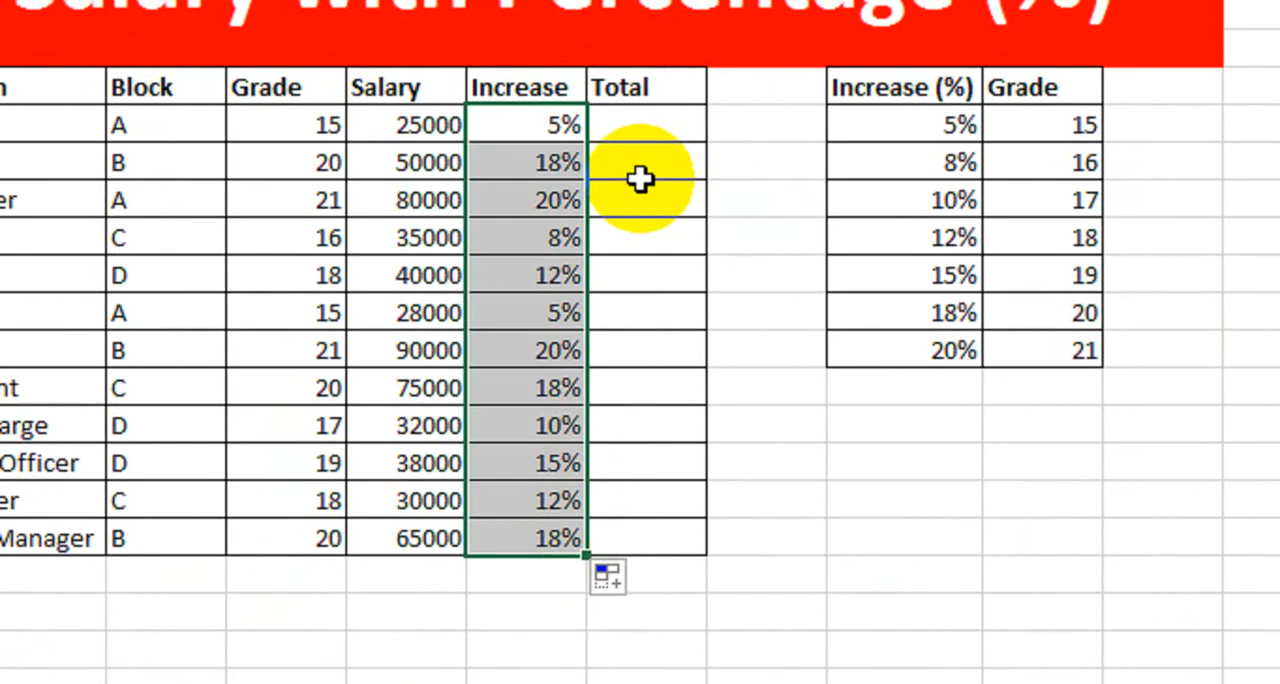 Salary with Percentage (%)
n Block Grade Salary Increase Total Increase (%) Grade
A 15 25000 5% 5% 15
B 20 50000 18% 8% 16
er A 21 80000 20% 10% 17
C 16 35000 8% 12% 18
D 18 40000 12% 15% 19
A 15 28000 5% 18% 20
B 21 90000 20% 20% 21
nt C 20 75000 18%
arge D 17 32000 10%
Officer D 19 38000 15%
er C 18 30000 12%
Manager B 20 65000 18%